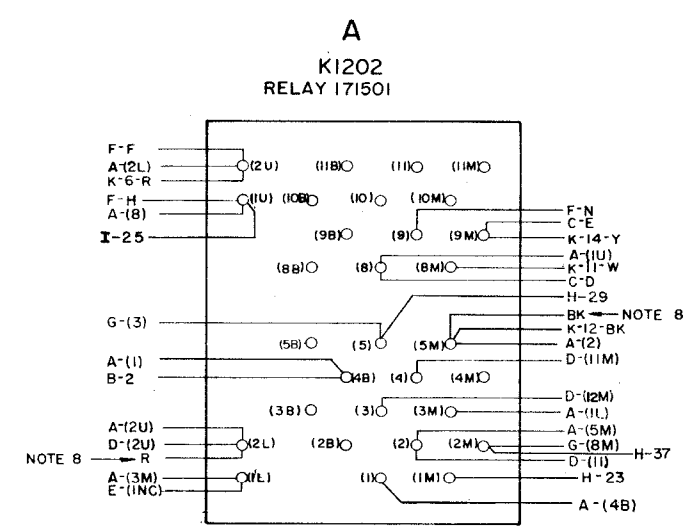 A
K1202
RELAY 171501
F-F
A-(2L) (2U) (11B) (11) (11M)
K-6-R
F-H (1U) (10B) (10) (10M)
A-(8)
F-N
C-E
I-25 (9B) (9) (9M) K-14-Y
A-(1U)
(8B) (8) (8M) K-11-W
C-D
H-29
G-(3) BK NOTE 8
K-12-BK
(5B) (5) (5M) A-(2)
A-(1) D-(11M)
B-2 (4B) (4) (4M)
D-(12M)
(3B) (3) (3M) A-(1L)
A-(2U) A-(5M)
D-(2U) (2L) (2B) (2) (2M) G-(8M)
H-37
NOTE 8 R D-(11)
A-(3M) (1L) (1) (1M) H-23
E-(1NC)
A-(4B)